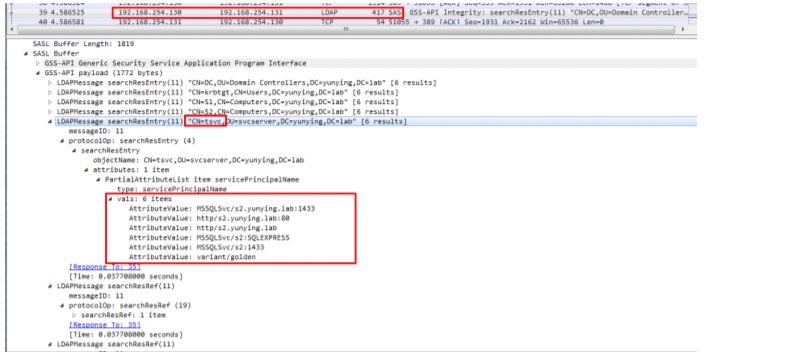 39 4.586525 192.168.254.130 192.168.254.131 LDAP 417 SASL GSS-API Integrity: searchResEntry(11) "CN=DC,OU=Domain Controller…
40 4.586581 192.168.254.131 192.168.254.130 TCP 54 51055 → 389 [ACK] Seq=1931 Ack=2162 Win=65536 Len=0
SASL Buffer Length: 1819
SASL Buffer
GSS-API Generic Security Service Application Program Interface
GSS-API payload (1772 bytes)
LDAPMessage searchResEntry(11) "CN=DC,OU=Domain Controllers,DC=yunying,DC=lab" [6 results]
LDAPMessage searchResEntry(11) "CN=krbtgt,CN=Users,DC=yunying,DC=lab" [6 results]
LDAPMessage searchResEntry(11) "CN=S1,CN=Computers,DC=yunying,DC=lab" [6 results]
LDAPMessage searchResEntry(11) "CN=S2,CN=Computers,DC=yunying,DC=lab" [6 results]
LDAPMessage searchResEntry(11) "CN=tsvc,OU=svcserver,DC=yunying,DC=lab" [6 results]
messageID: 11
protocolOp: searchResEntry (4)
searchResEntry
objectName: CN=tsvc,OU=svcserver,DC=yunying,DC=lab
attributes: 1 item
PartialAttributeList item servicePrincipalName
type: servicePrincipalName
vals: 6 items
AttributeValue: MSSQLSvc/s2.yunying.lab:1433
AttributeValue: http/s2.yunying.lab:80
AttributeValue: http/s2.yunying.lab
AttributeValue: MSSQLSvc/s2:SQLEXPRESS
AttributeValue: MSSQLSvc/s2:1433
AttributeValue: variant/golden
[Response To: 35]
[Time: 0.037708000 seconds]
LDAPMessage searchResRef(11)
messageID: 11
protocolOp: searchResRef (19)
searchResRef: 1 item
[Response To: 35]
[Time: 0.037708000 seconds]
LDAPMessage searchResRef(11)